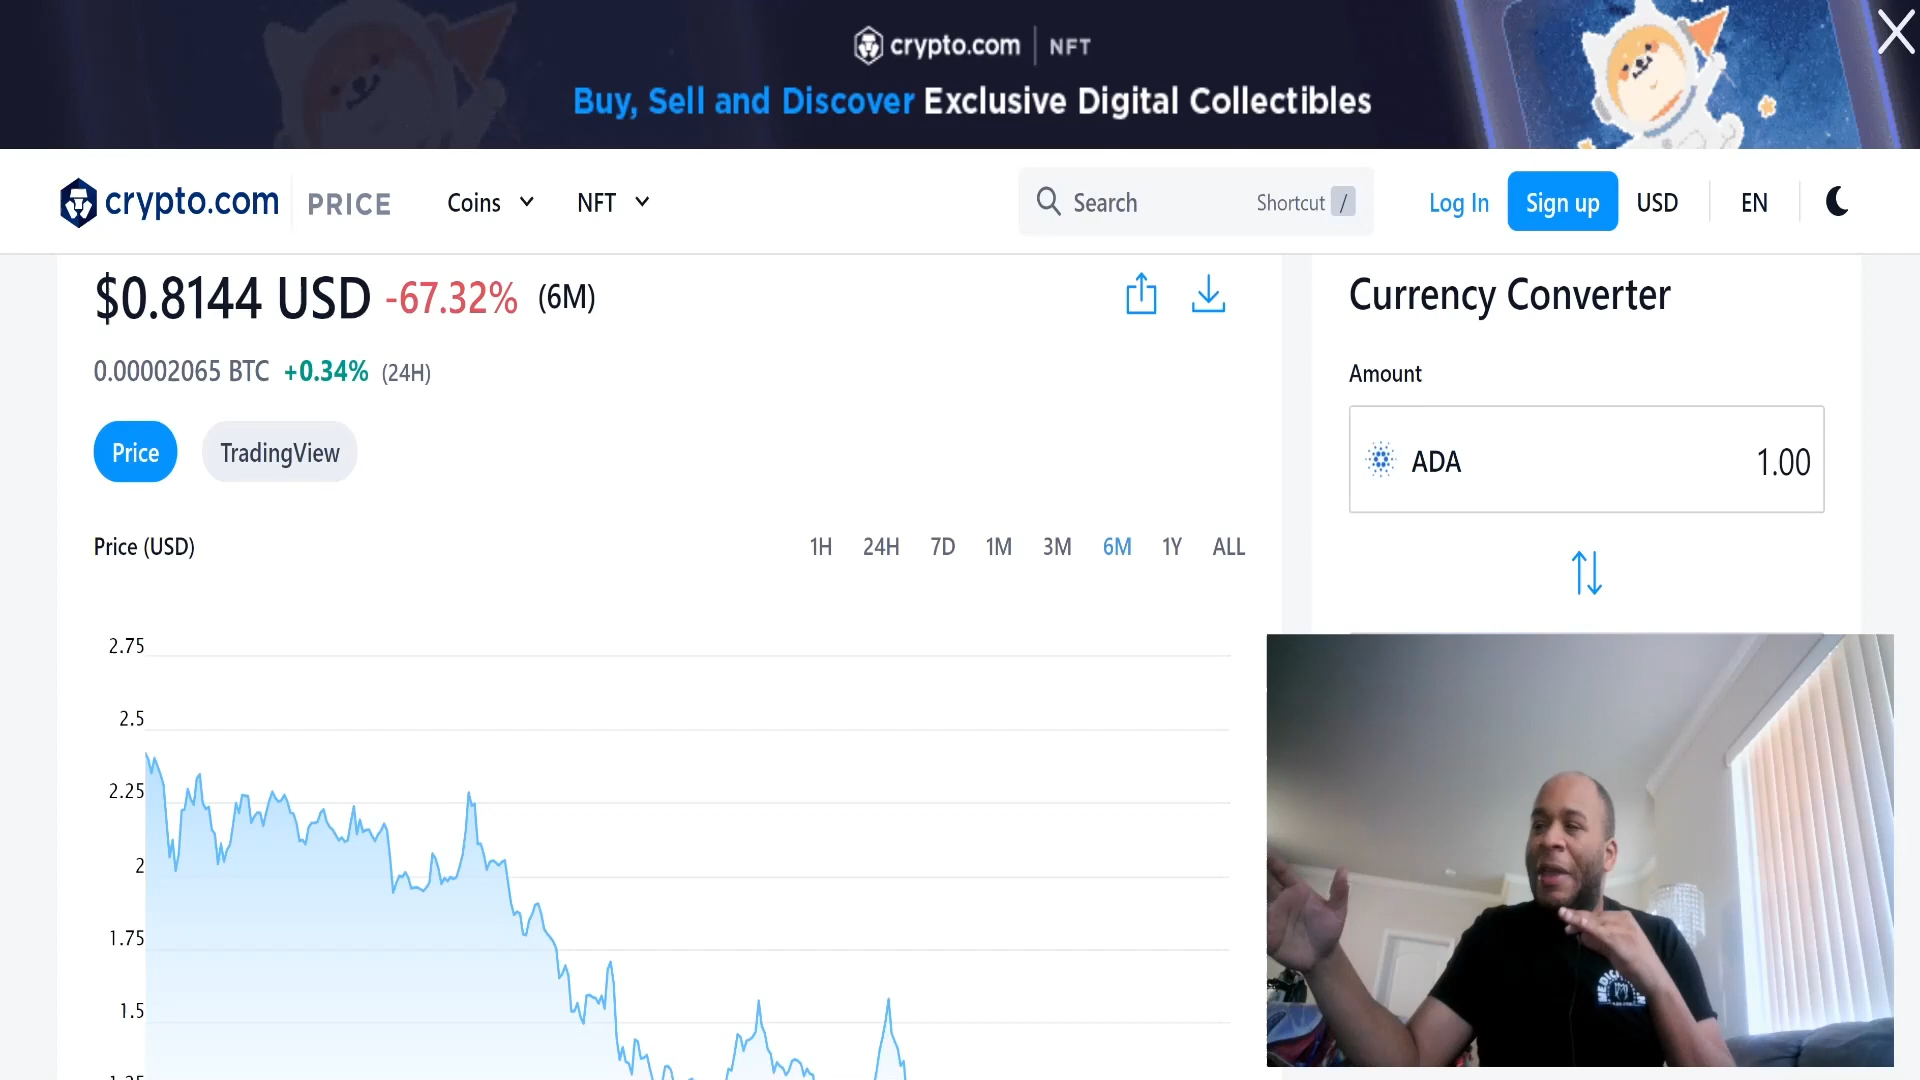 crypto.com | NFT
Buy, Sell and Discover Exclusive Digital Collectibles
crypto.com PRICE Coins NFT Search Shortcut / Log In Sign up USD EN
$0.8144 USD -67.32% (6M)
0.00002065 BTC +0.34% (24H)
Price TradingView
Price (USD) 1H 24H 7D 1M 3M 6M 1Y ALL
2.75
2.5
2.25
2
1.75
1.5
Currency Converter
Amount
ADA 1.00